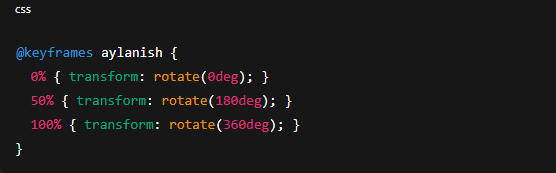 css
@keyframes aylanish {
  0% { transform: rotate(0deg); }
  50% { transform: rotate(180deg); }
  100% { transform: rotate(360deg); }
}